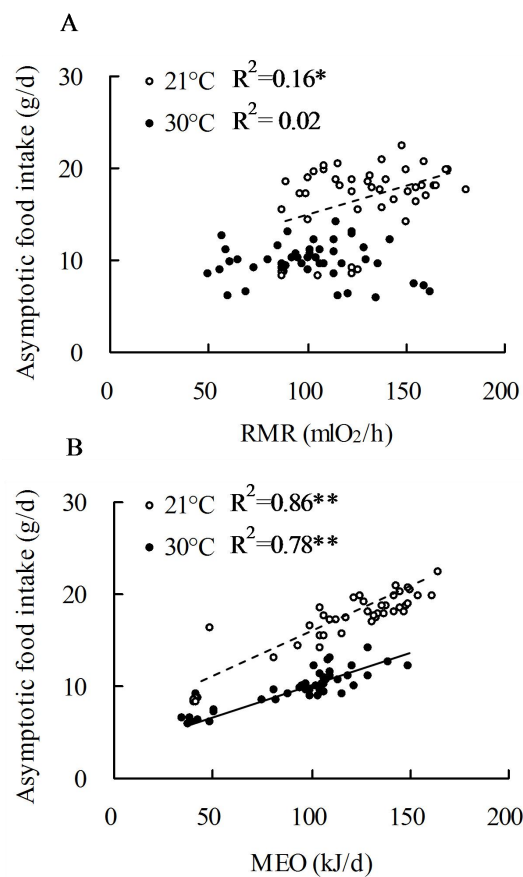 A
21°C R²=0.16*
30°C R²= 0.02
Asymptotic food intake (g/d)
30
20
10
0
0 50 100 150 200
RMR (mlO₂/h)
B
21°C R²=0.86**
30°C R²=0.78**
Asymptotic food intake (g/d)
30
20
10
0
0 50 100 150 200
MEO (kJ/d)